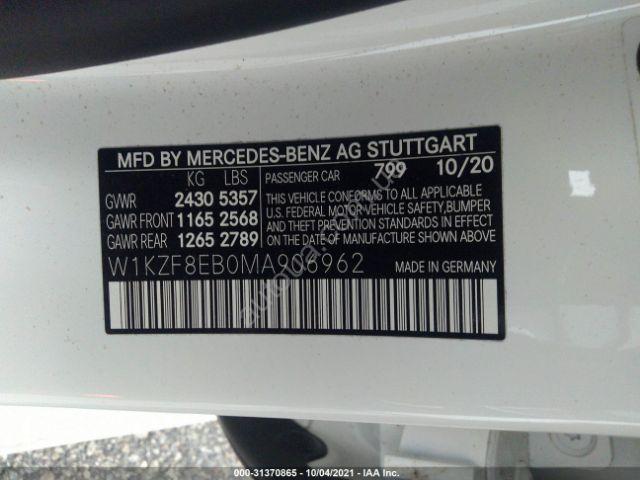 MFD BY MERCEDES-BENZ AG STUTTGART
KG LBS PASSENGER CAR 799 10/20
GVWR 2430 5357
GAWR FRONT 1165 2568
GAWR REAR 1265 2789
THIS VEHICLE CONFORMS TO ALL APPLICABLE
U.S. FEDERAL MOTOR VEHICLE SAFETY, BUMPER
AND THEFT PREVENTION STANDARDS IN EFFECT
ON THE DATE OF MANUFACTURE SHOWN ABOVE.
W1KZF8EB0MA906962 MADE IN GERMANY
000-31370865 - 10/04/2021 - IAA Inc.